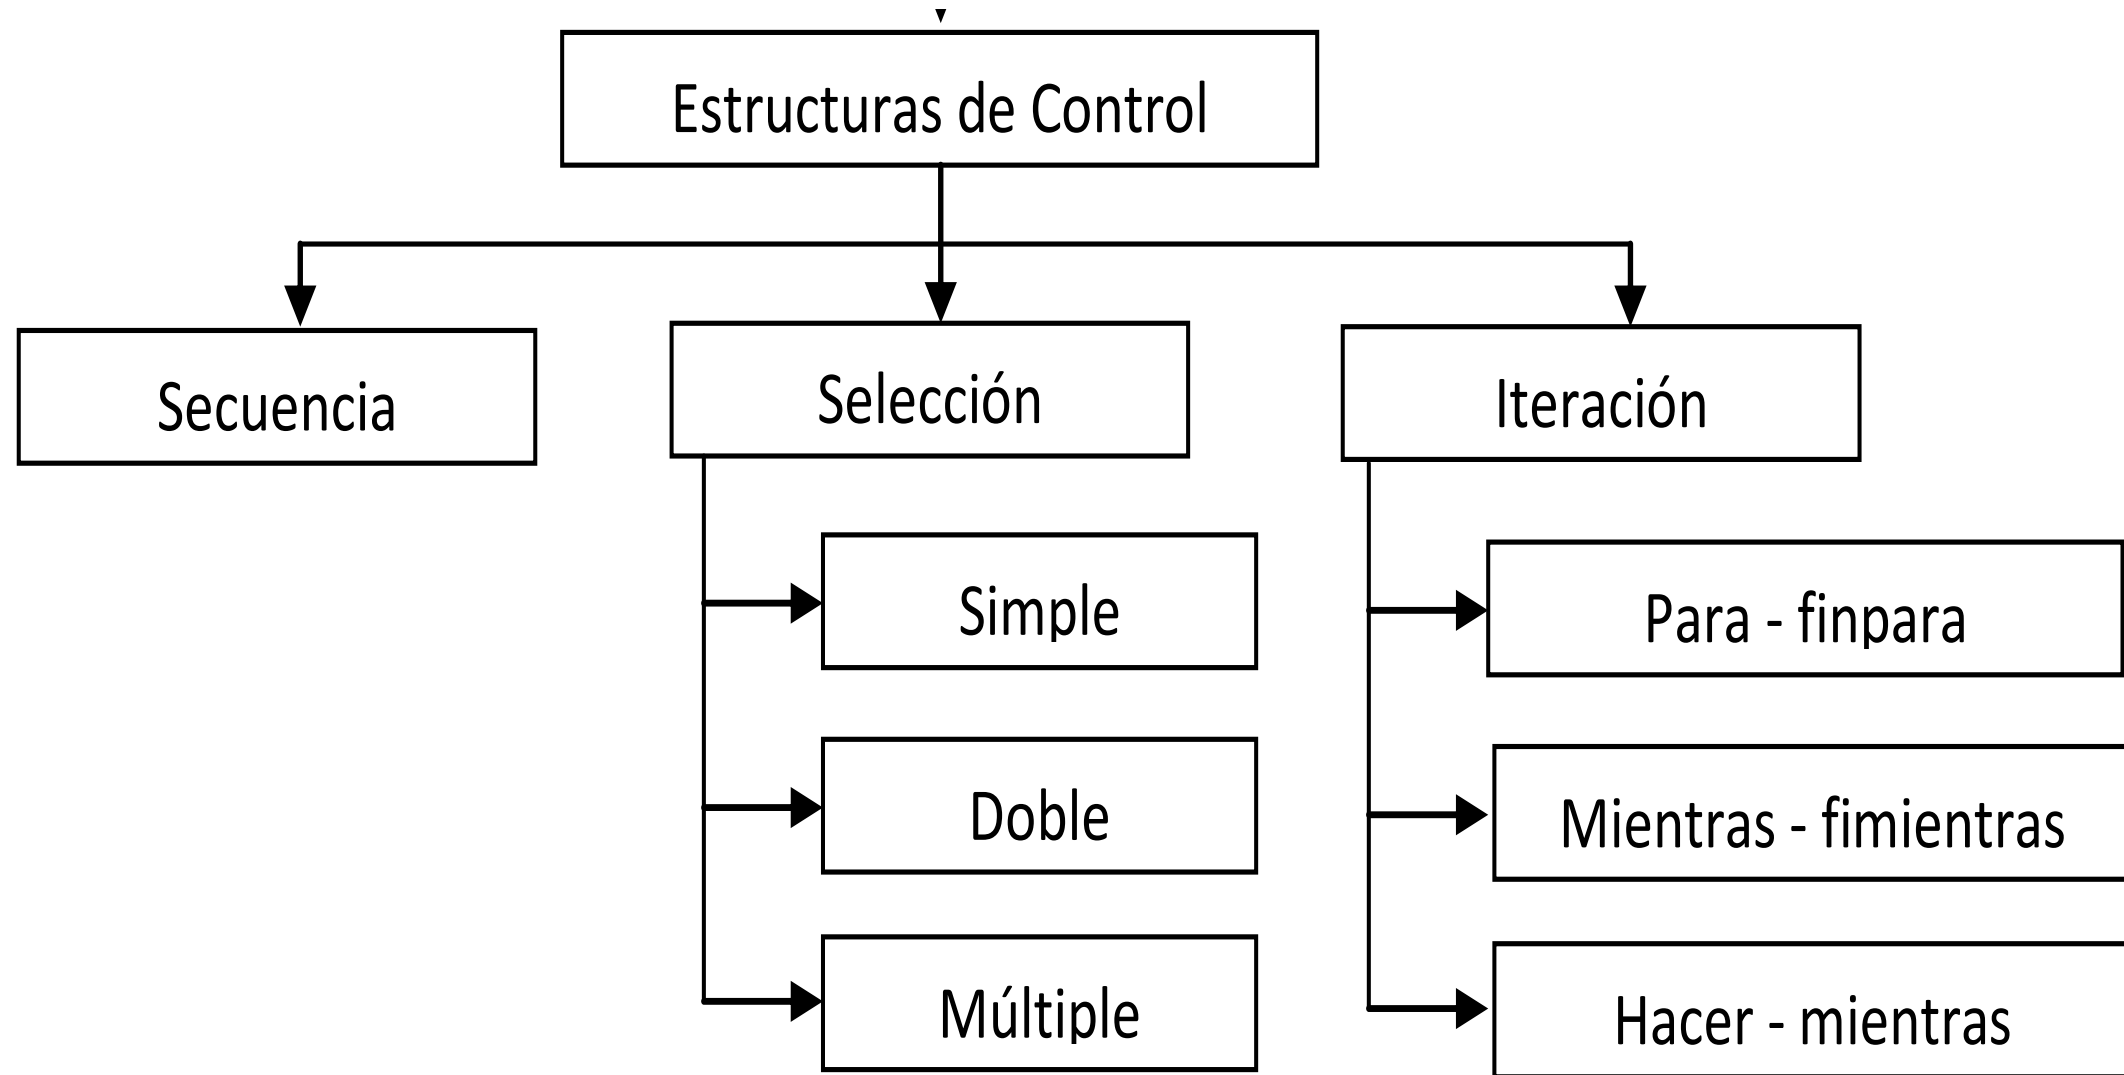 Estructuras de Control
Secuencia
Selección
Iteración
Simple
Para - finpara
Doble
Mientras - fimientras
Múltiple
Hacer - mientras